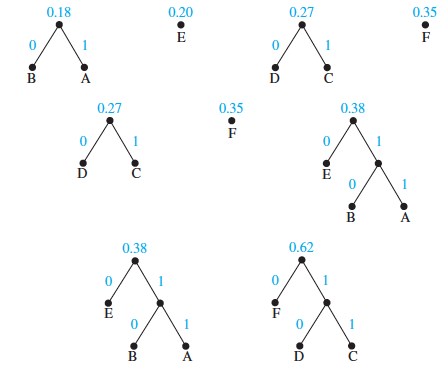 0.18 0.20 0.27 0.35
E F
0 1 0 1
B A D C
0.27 0.35 0.38
F
0 1 0 1
D C E
0 1
B A
0.38 0.62
0 1 0 1
E F
0 1 0 1
B A D C